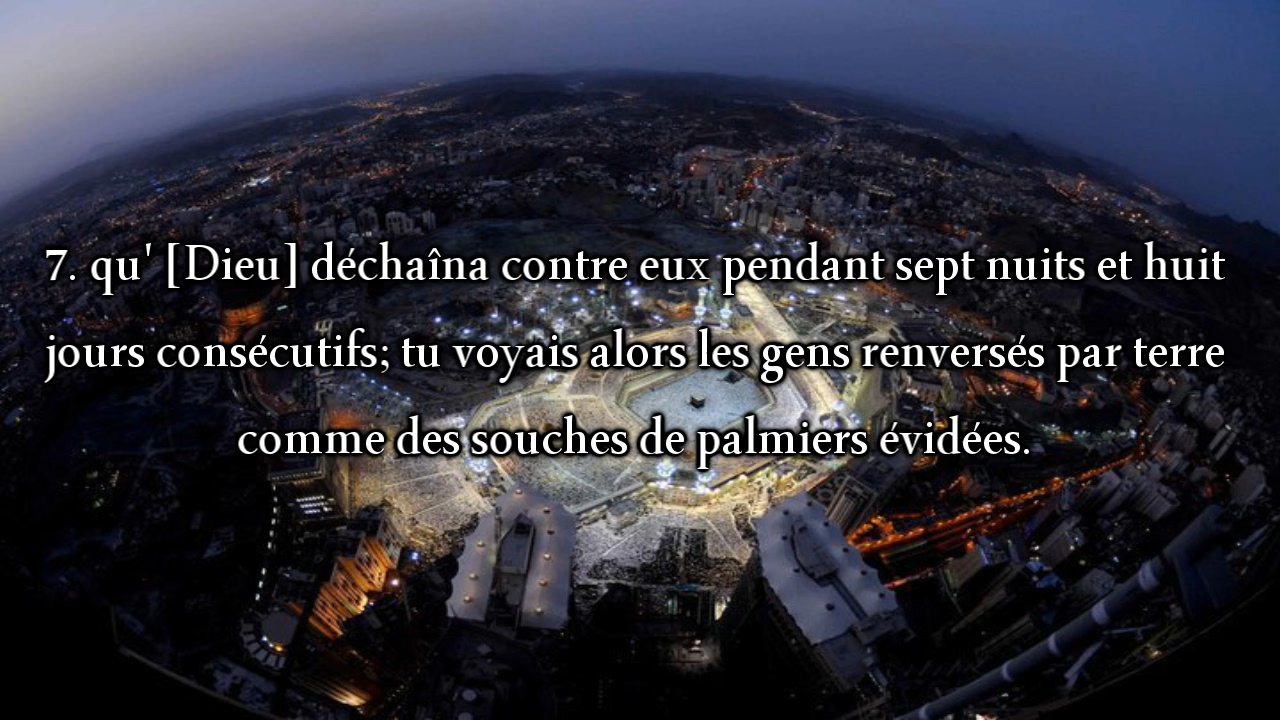 7. qu' [Dieu] déchaîna contre eux pendant sept nuits et huit
jours consécutifs; tu voyais alors les gens renversés par terre
comme des souches de palmiers évidées.